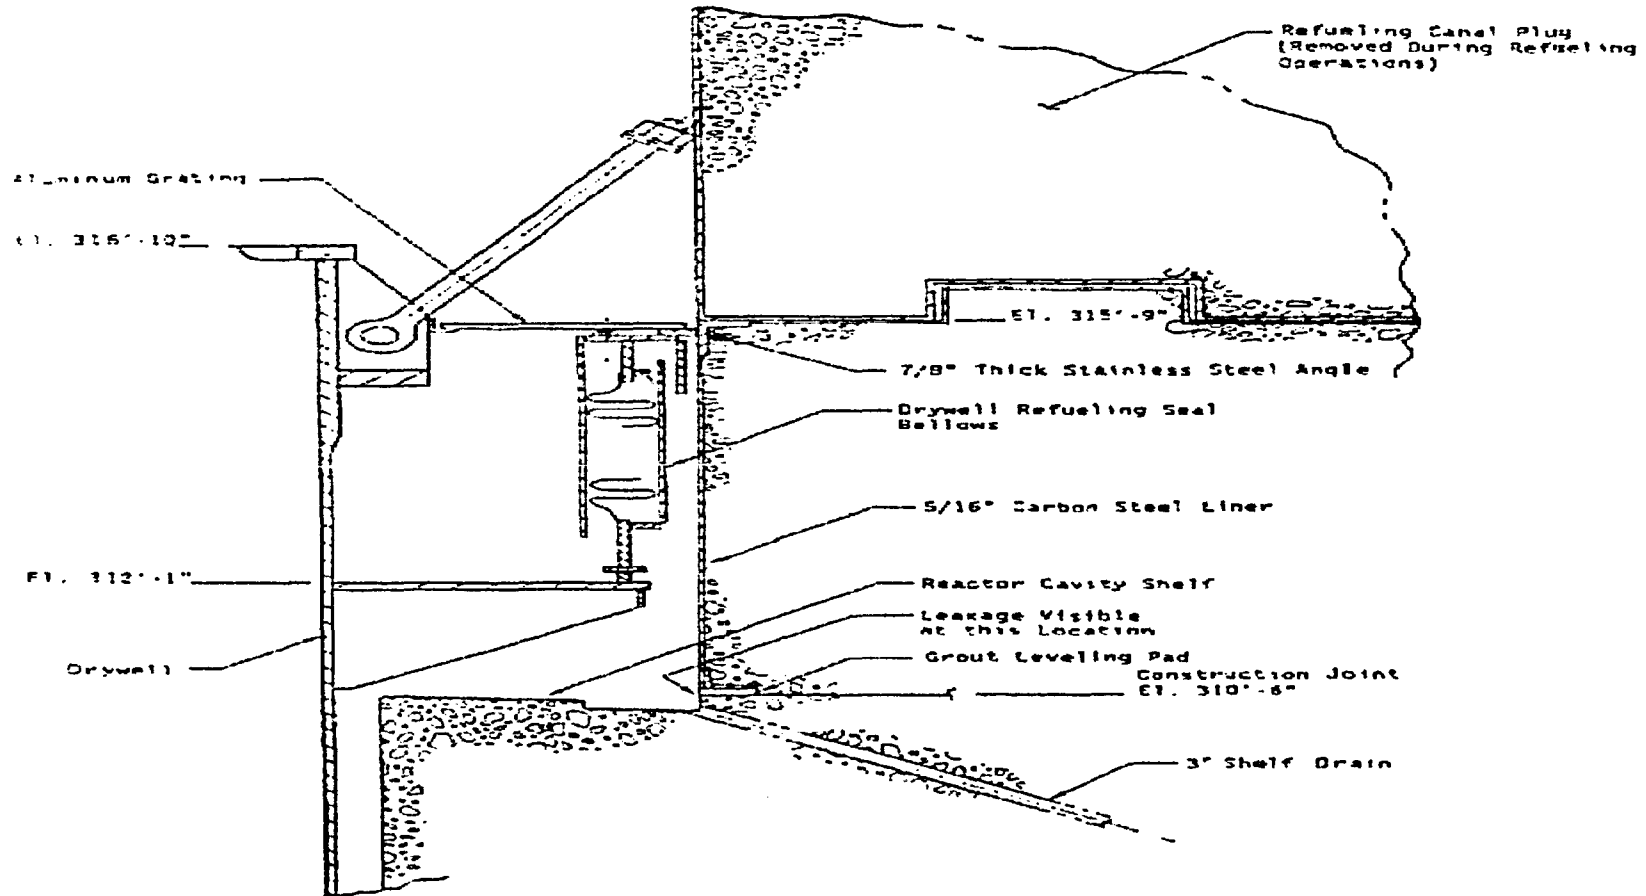 Refueling Canal Plug
(Removed During Refueling
Operations)
Aluminum Grating
El. 316'-10"
El. 315'-9"
7/8" Thick Stainless Steel Angle
Drywell Refueling Seal
Bellows
5/16" Carbon Steel Liner
El. 312'-1"
Reactor Cavity Shelf
Leakage Visible
at this Location
Grout Leveling Pad
Drywell
Construction Joint
El. 310'-6"
3" Shelf Drain